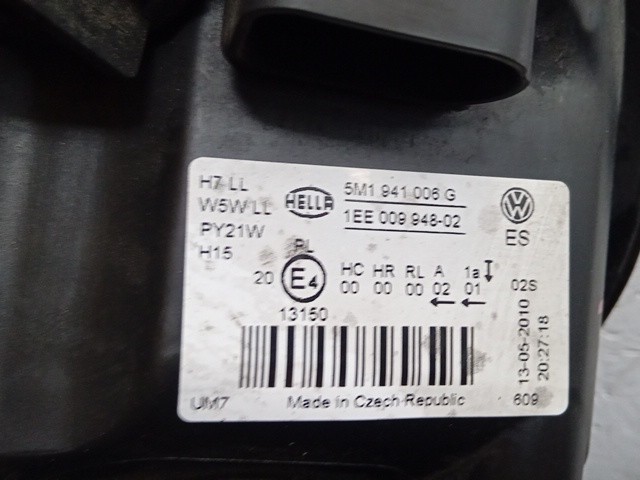 H7 LL
W5W LL
PY21W
H15
HELLA
5M1 941 006 G
1EE 009 948-02
VW
ES
PL
20 E4
HC HR RL A 1a
00 00 00 02 01
02S
13150
13-05-2010
20:27:18
UM7 Made in Czech Republic 609